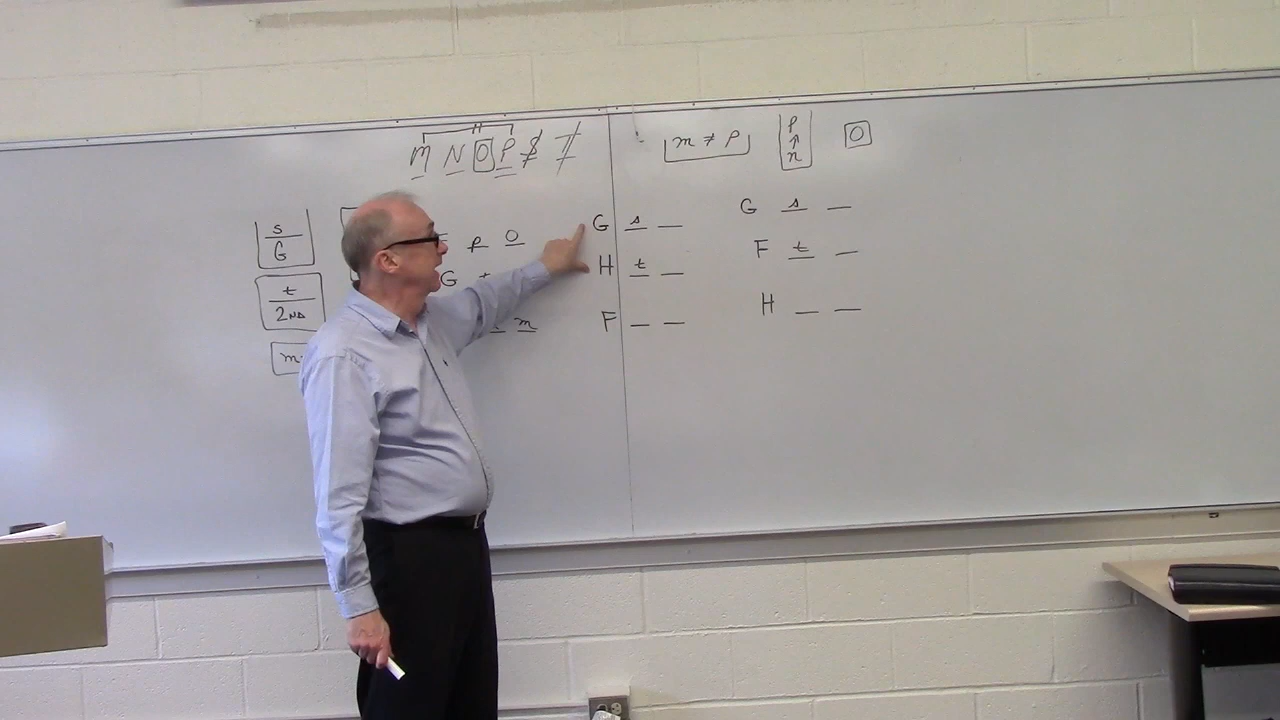 M N O P S T
m ≠ P
P
↑
n
O
S
G
t
2ND
m
P O
G t
m
G s _
H t _
F _ _
G s _
F t _
H _ _